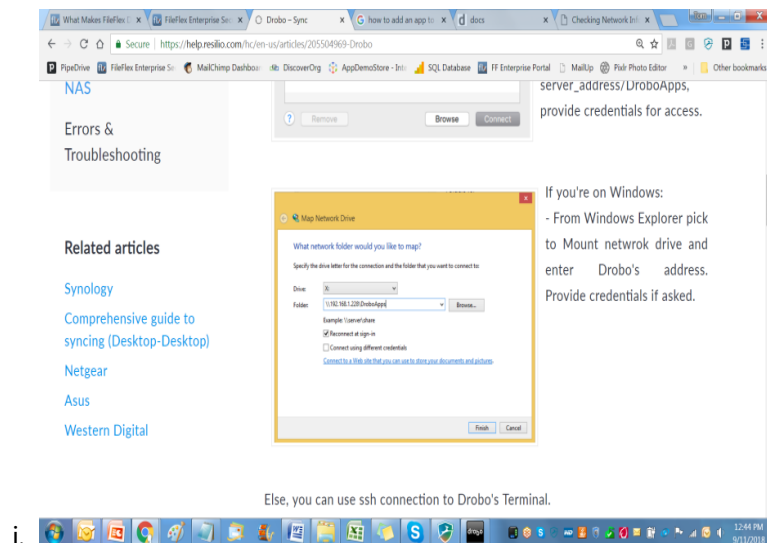 What Makes FileFlex D
FileFlex Enterprise Sec
Drobo – Sync
how to add an app to
docs
Checking Network Inf
Secure | https://help.resilio.com/hc/en-us/articles/205504969-Drobo
PipeDrive
FileFlex Enterprise Se
MailChimp Dashboar
DiscoverOrg
AppDemoStore - Inte
SQL Database
FF Enterprise Portal
MailUp
Pixlr Photo Editor
»
Other bookmarks
NAS
Errors &
Troubleshooting
Related articles
Synology
Comprehensive guide to
syncing (Desktop-Desktop)
Netgear
Asus
Western Digital
? Remove Browse Connect
server_address/DroboApps,
provide credentials for access.
Map Network Drive
What network folder would you like to map?
Specify the drive letter for the connection and the folder that you want to connect to:
Drive: X:
Folder: \\192.168.1.228\DroboApps Browse...
Example: \\server\share
Reconnect at sign-in
Connect using different credentials
Connect to a Web site that you can use to store your documents and pictures.
Finish Cancel
If you're on Windows:
- From Windows Explorer pick
to Mount netwrok drive and
enter Drobo's address.
Provide credentials if asked.
Else, you can use ssh connection to Drobo's Terminal.
i.
12:44 PM
9/11/2018